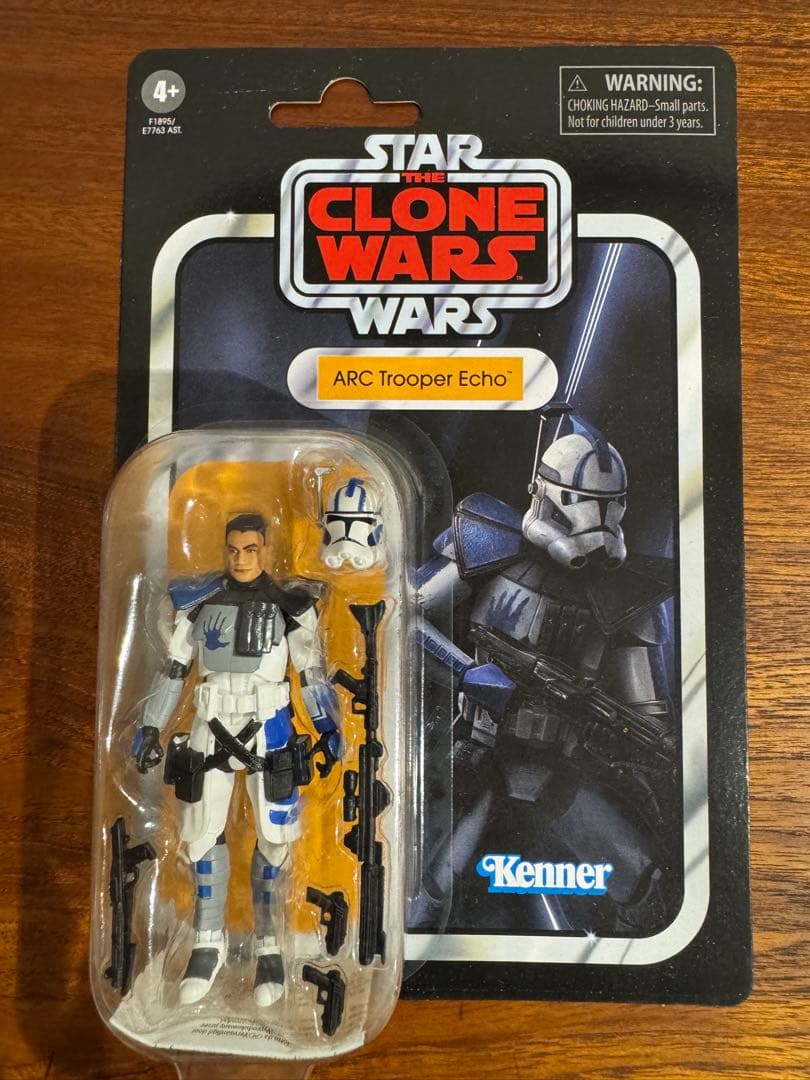 4+
F1895/
E7763 AST.
⚠ WARNING:
CHOKING HAZARD–Small parts.
Not for children under 3 years.
STAR
THE
CLONE
WARS™
WARS
ARC Trooper Echo™
Kenner